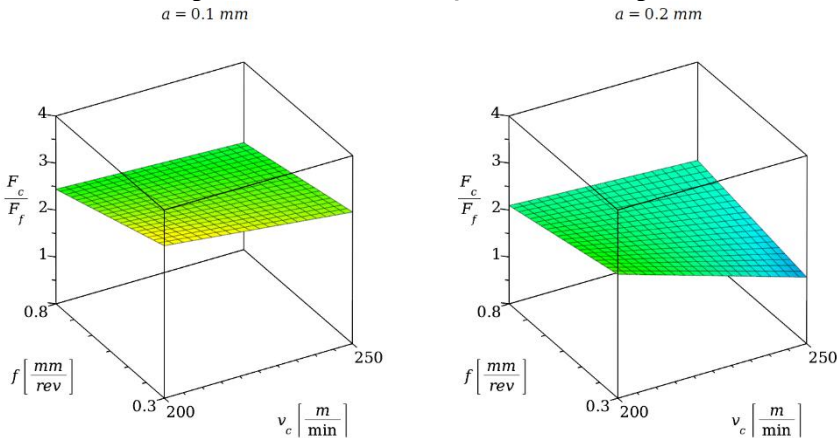 a = 0.1 mm
4
3
F_c/F_f
2
1
0.8
f [mm/rev]
0.3
200
v_c [m/min]
250
a = 0.2 mm
4
3
F_c/F_f
2
1
0.8
f [mm/rev]
0.3
200
v_c [m/min]
250